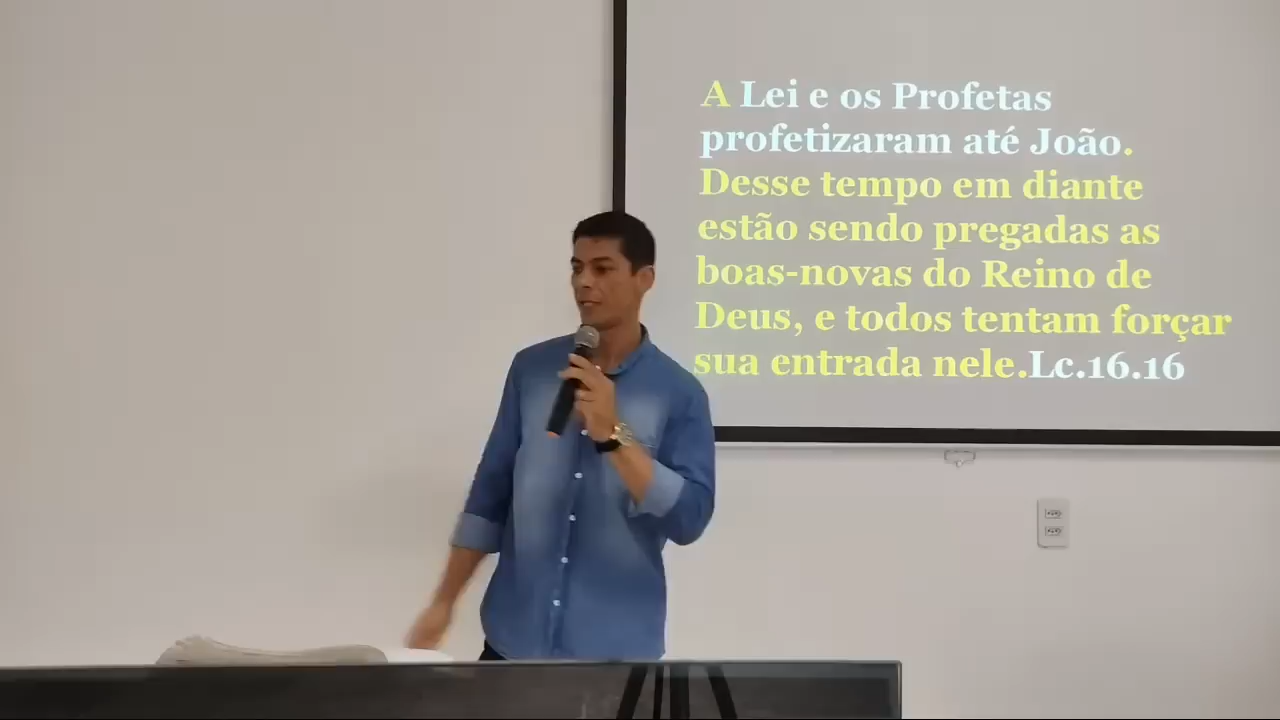 A Lei e os Profetas
profetizaram até João.
Desse tempo em diante
estão sendo pregadas as
boas-novas do Reino de
Deus, e todos tentam forçar
sua entrada nele.Lc.16.16